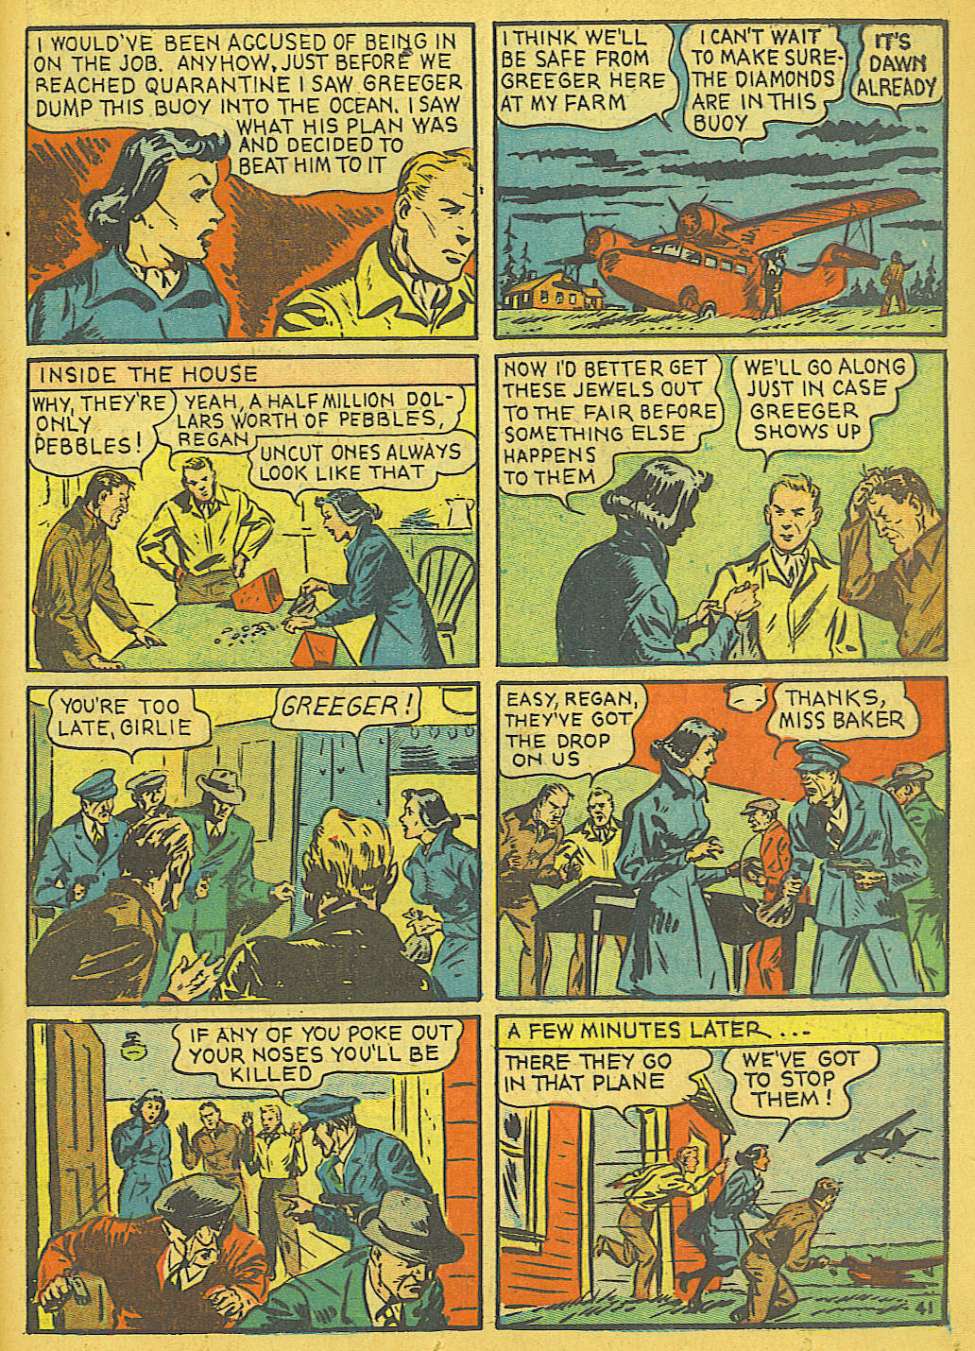 I WOULD'VE BEEN ACCUSED OF BEING IN
ON THE JOB. ANYHOW, JUST BEFORE WE
REACHED QUARANTINE I SAW GREEGER
DUMP THIS BUOY INTO THE OCEAN. I SAW
WHAT HIS PLAN WAS
AND DECIDED TO
BEAT HIM TO IT
I THINK WE'LL
BE SAFE FROM
GREEGER HERE
AT MY FARM
I CAN'T WAIT
TO MAKE SURE-
THE DIAMONDS
ARE IN THIS
BUOY
IT'S
DAWN
ALREADY
INSIDE THE HOUSE
WHY, THEY'RE
ONLY
PEBBLES!
YEAH, A HALF MILLION DOL-
LARS WORTH OF PEBBLES,
REGAN
UNCUT ONES ALWAYS
LOOK LIKE THAT
NOW I'D BETTER GET
THESE JEWELS OUT
TO THE FAIR BEFORE
SOMETHING ELSE
HAPPENS
TO THEM
WE'LL GO ALONG
JUST IN CASE
GREEGER
SHOWS UP
YOU'RE TOO
LATE, GIRLIE
GREEGER!
EASY, REGAN,
THEY'VE GOT
THE DROP
ON US
THANKS,
MISS BAKER
IF ANY OF YOU POKE OUT
YOUR NOSES YOU'LL BE
KILLED
A FEW MINUTES LATER...
THERE THEY GO
IN THAT PLANE
WE'VE GOT
TO STOP
THEM!
41